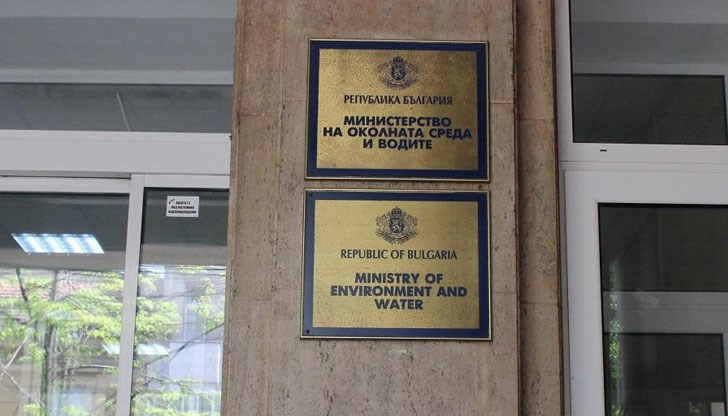 РЕПУБЛИКА БЪЛГАРИЯ
МИНИСТЕРСТВО
НА ОКОЛНАТА СРЕДА
И ВОДИТЕ
REPUBLIC OF BULGARIA
MINISTRY OF
ENVIRONMENT AND
WATER